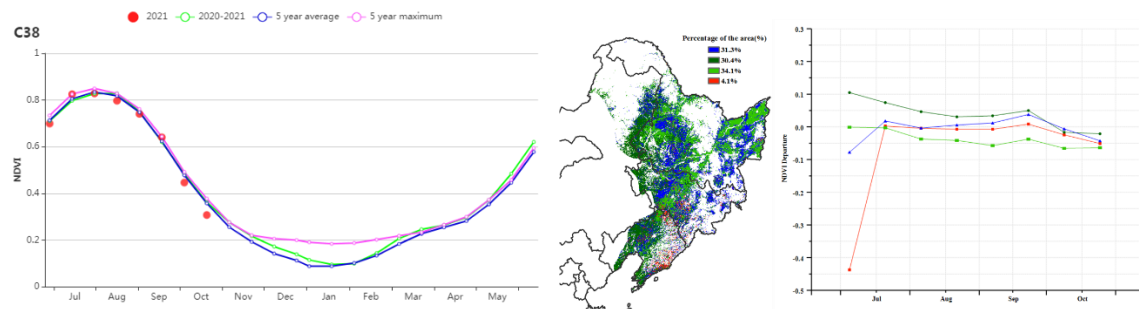 2021 2020-2021 5 year average 5 year maximum
C38
NDVI
1
0.8
0.6
0.4
0.2
0
Jul Aug Sep Oct Nov Dec Jan Feb Mar Apr May
Percentage of the area(%)
31.3%
30.4%
34.1%
4.1%
NDVI Departure
0.3
0.2
0.1
0.0
-0.1
-0.2
-0.3
-0.4
-0.5
Jul Aug Sep Oct